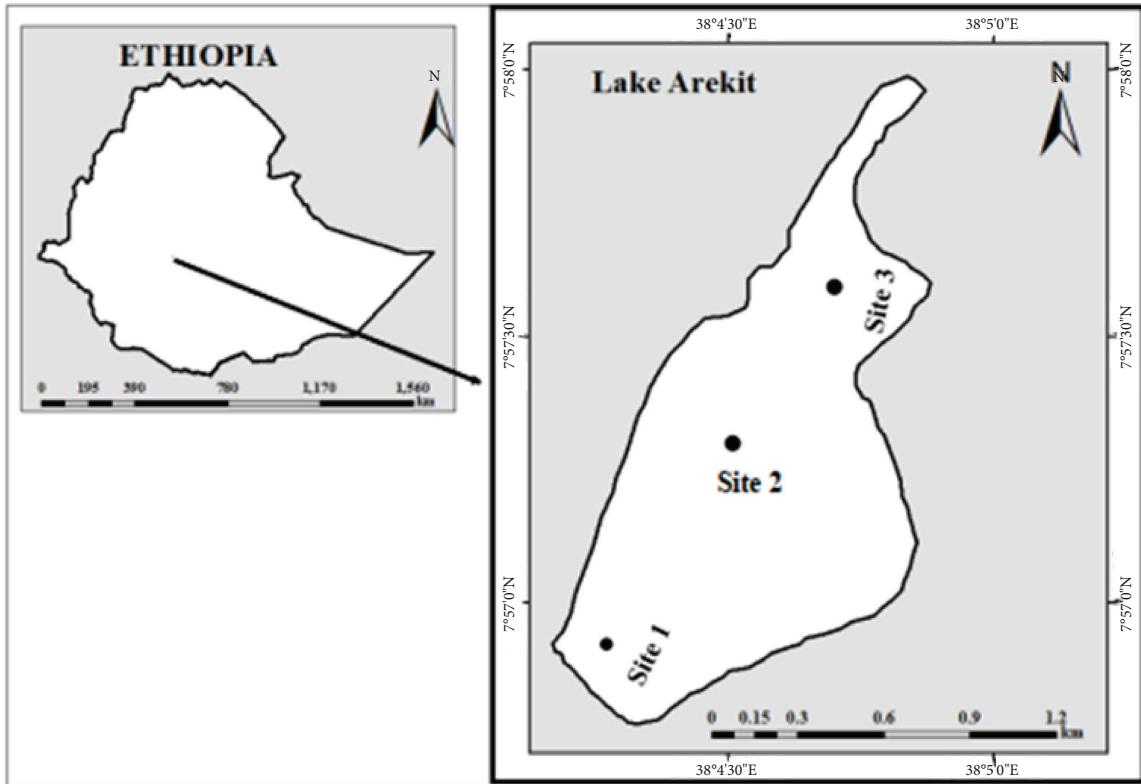 ETHIOPIA
N
0 195 390 780 1,170 1,560
km
38°4'30"E 38°5'0"E
Lake Arekit
N
7°58'0"N 7°58'0"N
Site 3
7°57'30"N 7°57'30"N
Site 2
7°57'0"N 7°57'0"N
Site 1
0 0.15 0.3 0.6 0.9 1.2
km
38°4'30"E 38°5'0"E